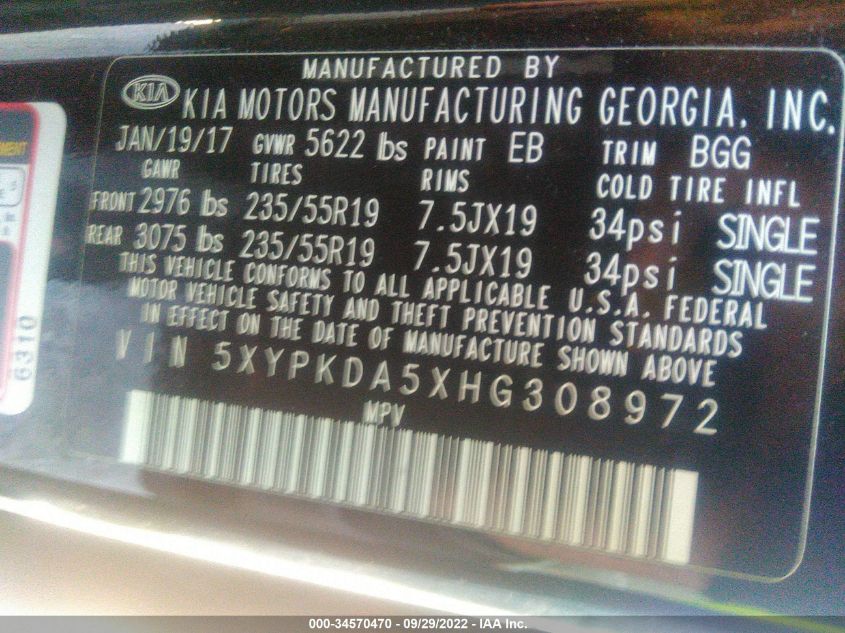 MANUFACTURED BY
KIA KIA MOTORS MANUFACTURING GEORGIA, INC.
JAN/19/17 GVWR 5622 lbs PAINT EB TRIM BGG
GAWR TIRES RIMS COLD TIRE INFL
FRONT 2976 lbs 235/55R19 7.5JX19 34psi SINGLE
REAR 3075 lbs 235/55R19 7.5JX19 34psi SINGLE
THIS VEHICLE CONFORMS TO ALL APPLICABLE U.S.A. FEDERAL
MOTOR VEHICLE SAFETY AND THEFT PREVENTION STANDARDS
IN EFFECT ON THE DATE OF MANUFACTURE SHOWN ABOVE
VIN 5XYPKDA5XHG308972
MPV
6310
000-34570470 - 09/29/2022 - IAA Inc.